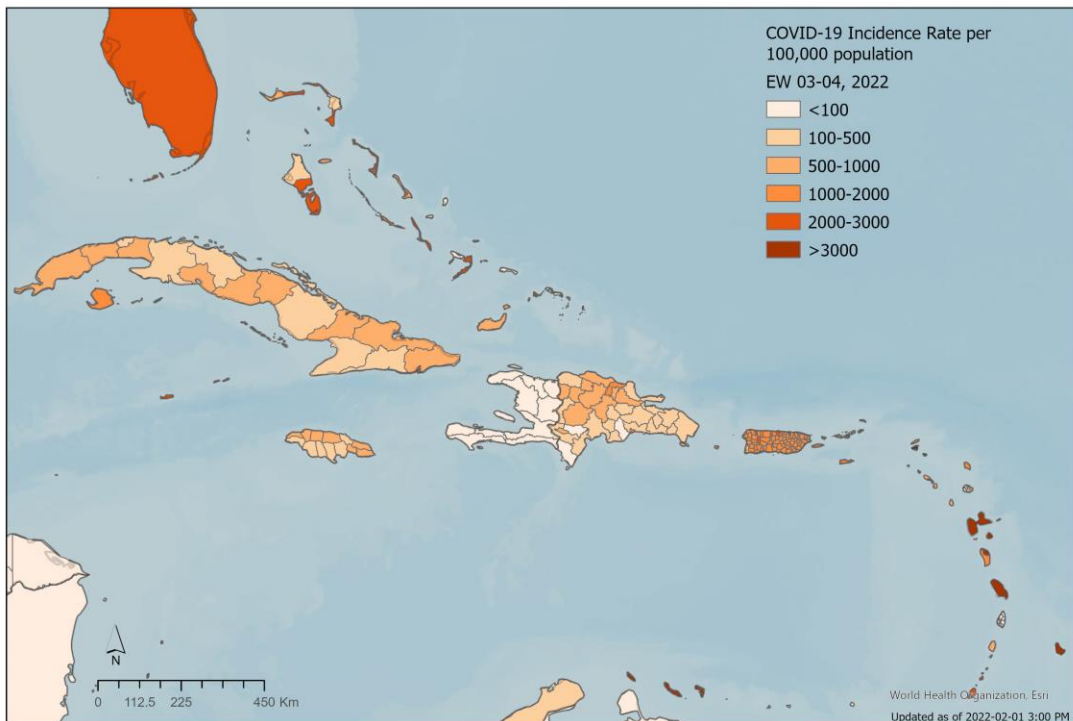 COVID-19 Incidence Rate per
100,000 population
EW 03-04, 2022
<100
100-500
500-1000
1000-2000
2000-3000
>3000
N
0 112.5 225 450 Km
World Health Organization, Esri
Updated as of 2022-02-01 3:00 PM